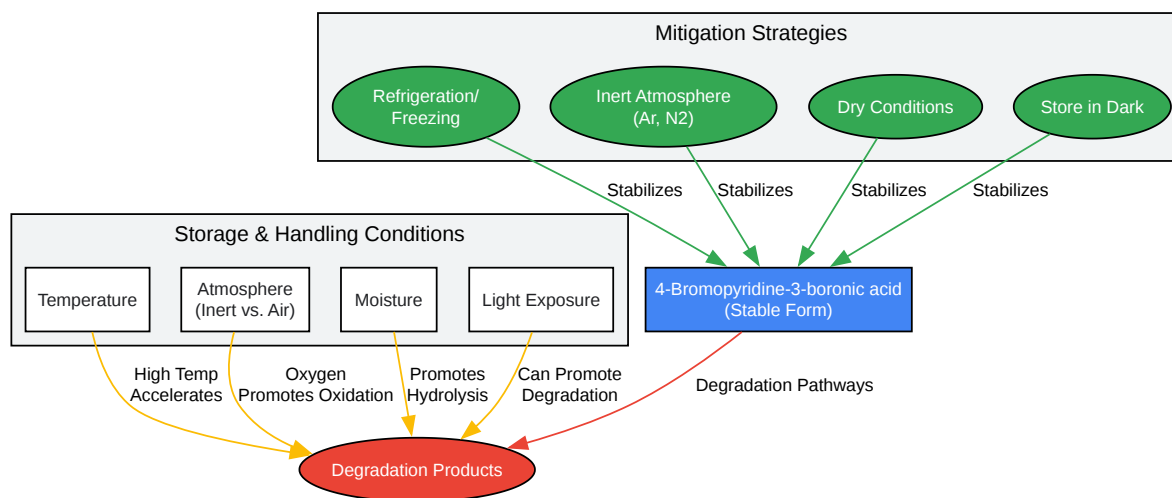 Mitigation Strategies
Refrigeration/
Freezing
Inert Atmosphere
(Ar, N2)
Dry Conditions
Store in Dark
Stabilizes
Stabilizes
Stabilizes
Stabilizes
Storage & Handling Conditions
Temperature
Atmosphere
(Inert vs. Air)
Moisture
Light Exposure
4-Bromopyridine-3-boronic acid
(Stable Form)
High Temp
Accelerates
Oxygen
Promotes Oxidation
Promotes
Hydrolysis
Can Promote
Degradation
Degradation Pathways
Degradation Products